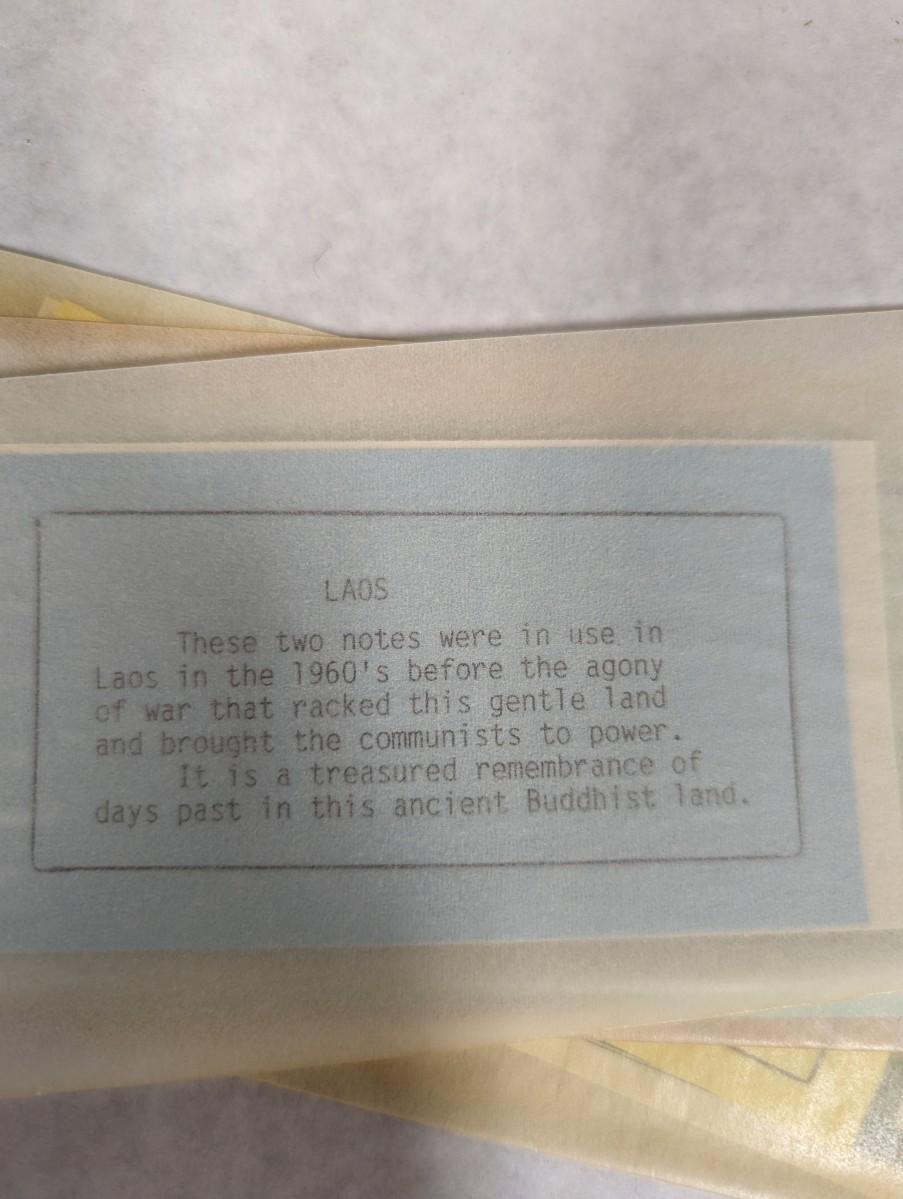 LAOS
These two notes were in use in
Laos in the 1960's before the agony
of war that racked this gentle land
and brought the communists to power.
It is a treasured remembrance of
days past in this ancient Buddhist land.